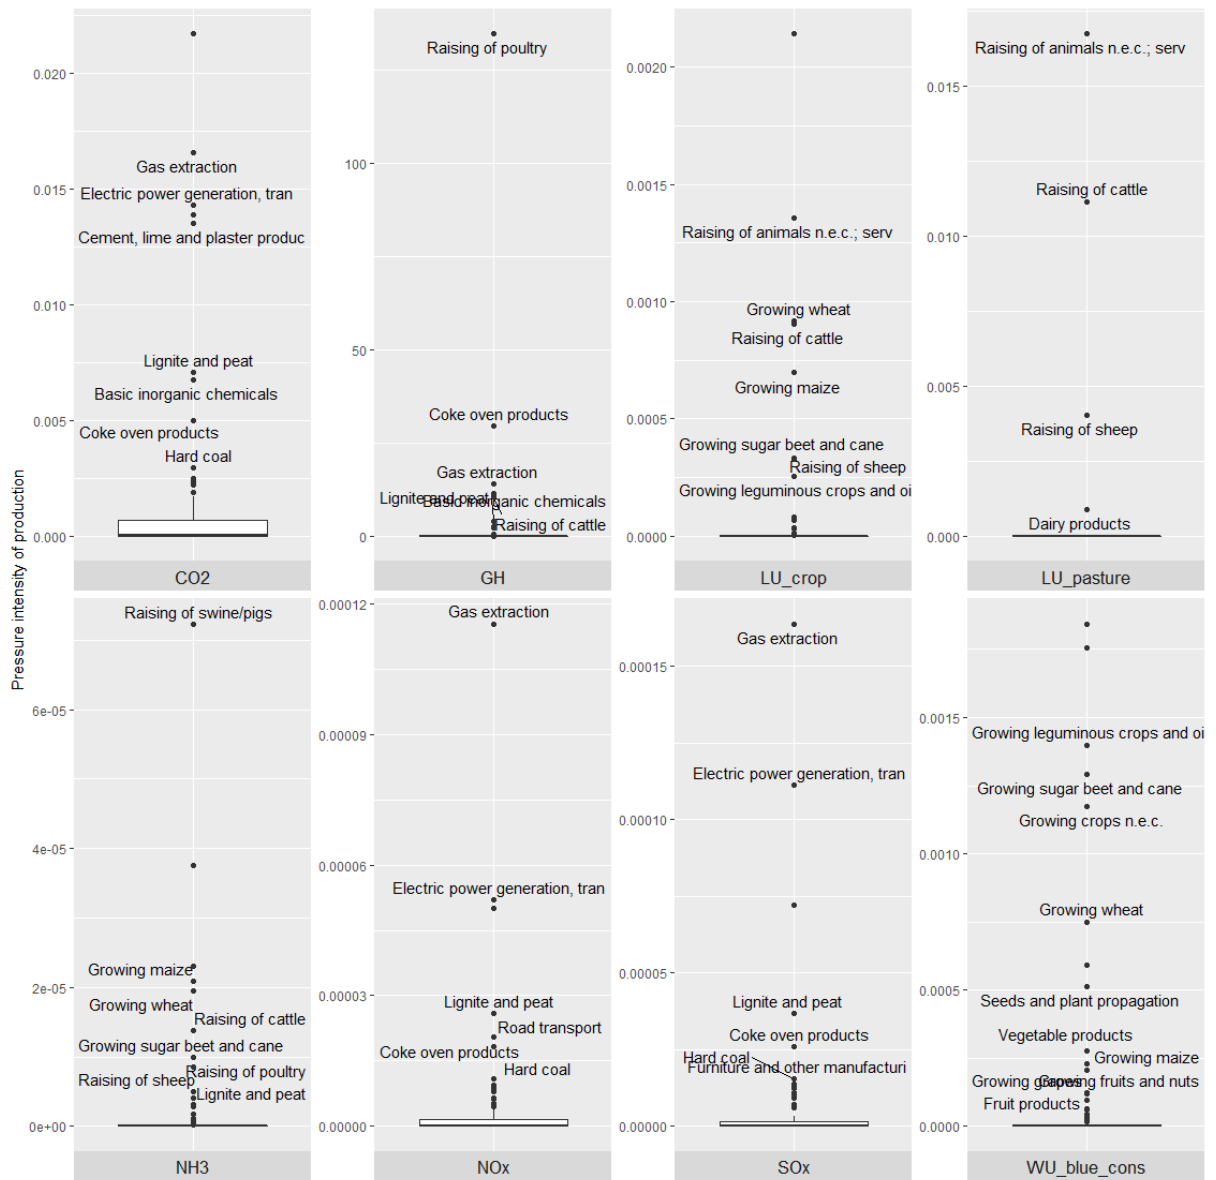 Pressure intensity of production
0.020
0.015
0.010
0.005
0.000
Gas extraction
Electric power generation, tran
Cement, lime and plaster produc
Lignite and peat
Basic inorganic chemicals
Coke oven products
Hard coal
CO2
100
50
0
Raising of poultry
Coke oven products
Gas extraction
Lignite and peat
Basic inorganic chemicals
Raising of cattle
GH
0.0020
0.0015
0.0010
0.0005
0.0000
Raising of animals n.e.c.; serv
Growing wheat
Raising of cattle
Growing maize
Growing sugar beet and cane
Raising of sheep
Growing leguminous crops and oi
LU_crop
0.015
0.010
0.005
0.000
Raising of animals n.e.c.; serv
Raising of cattle
Raising of sheep
Dairy products
LU_pasture
6e-05
4e-05
2e-05
0e+00
Raising of swine/pigs
Growing maize
Growing wheat
Raising of cattle
Growing sugar beet and cane
Raising of poultry
Raising of sheep
Lignite and peat
NH3
0.00012
0.00009
0.00006
0.00003
0.00000
Gas extraction
Electric power generation, tran
Lignite and peat
Road transport
Coke oven products
Hard coal
NOx
0.00015
0.00010
0.00005
0.00000
Gas extraction
Electric power generation, tran
Lignite and peat
Coke oven products
Hard coal
Furniture and other manufacturi
SOx
0.0015
0.0010
0.0005
0.0000
Growing leguminous crops and oi
Growing sugar beet and cane
Growing crops n.e.c.
Growing wheat
Seeds and plant propagation
Vegetable products
Growing maize
Growing grapes
Growing fruits and nuts
Fruit products
WU_blue_cons